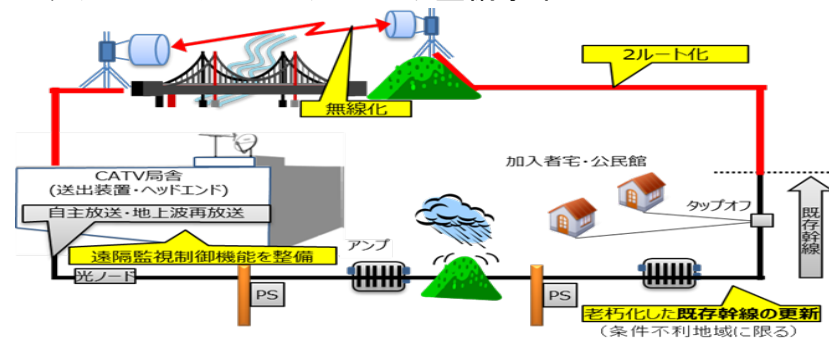 2ルート化
無線化
CATV局舎
(送出装置・ヘッドエンド)
自主放送・地上波再放送
遠隔監視制御機能を整備
光ノード
PS
アンプ
加入者宅・公民館
タップオフ
既存幹線
PS
老朽化した既存幹線の更新
(条件不利地域に限る)